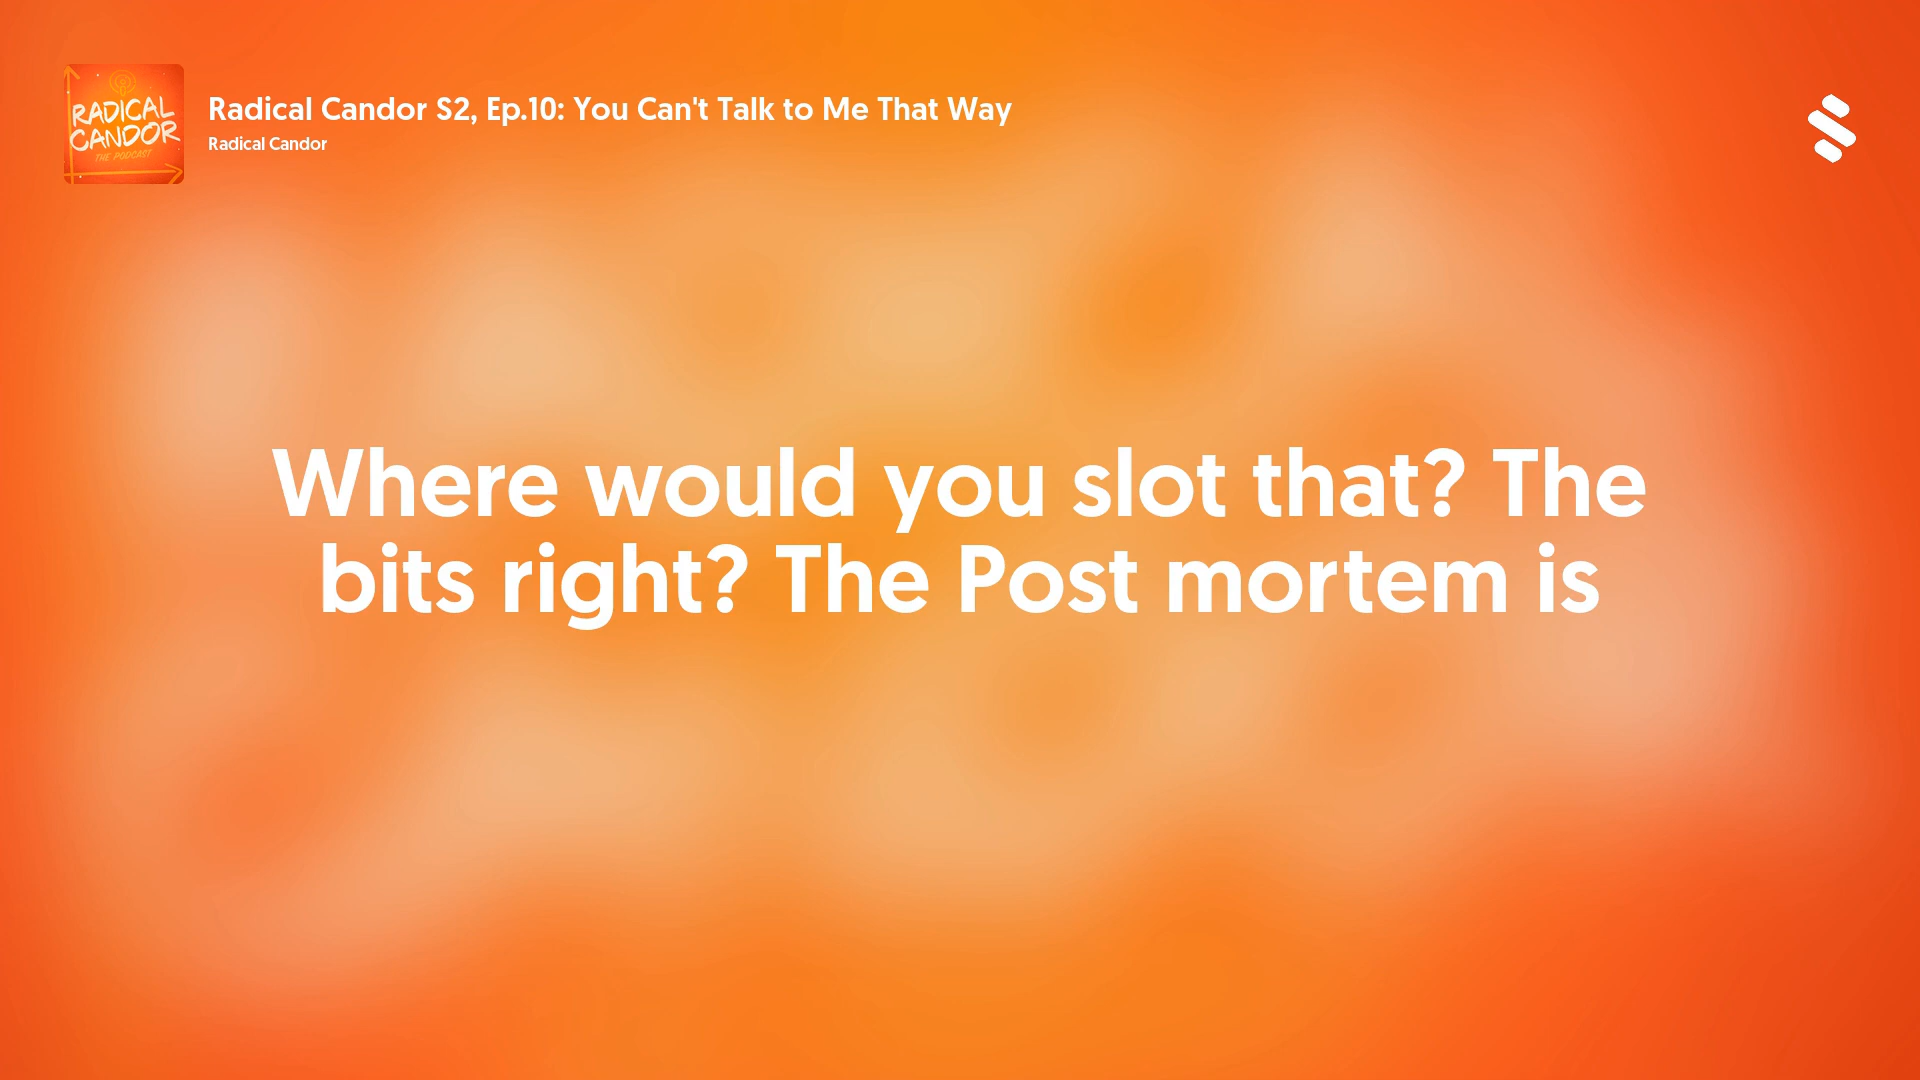 RADICAL
CANDOR
THE PODCAST
Radical Candor S2, Ep.10: You Can't Talk to Me That Way
Radical Candor
Where would you slot that? The
bits right? The Post mortem is